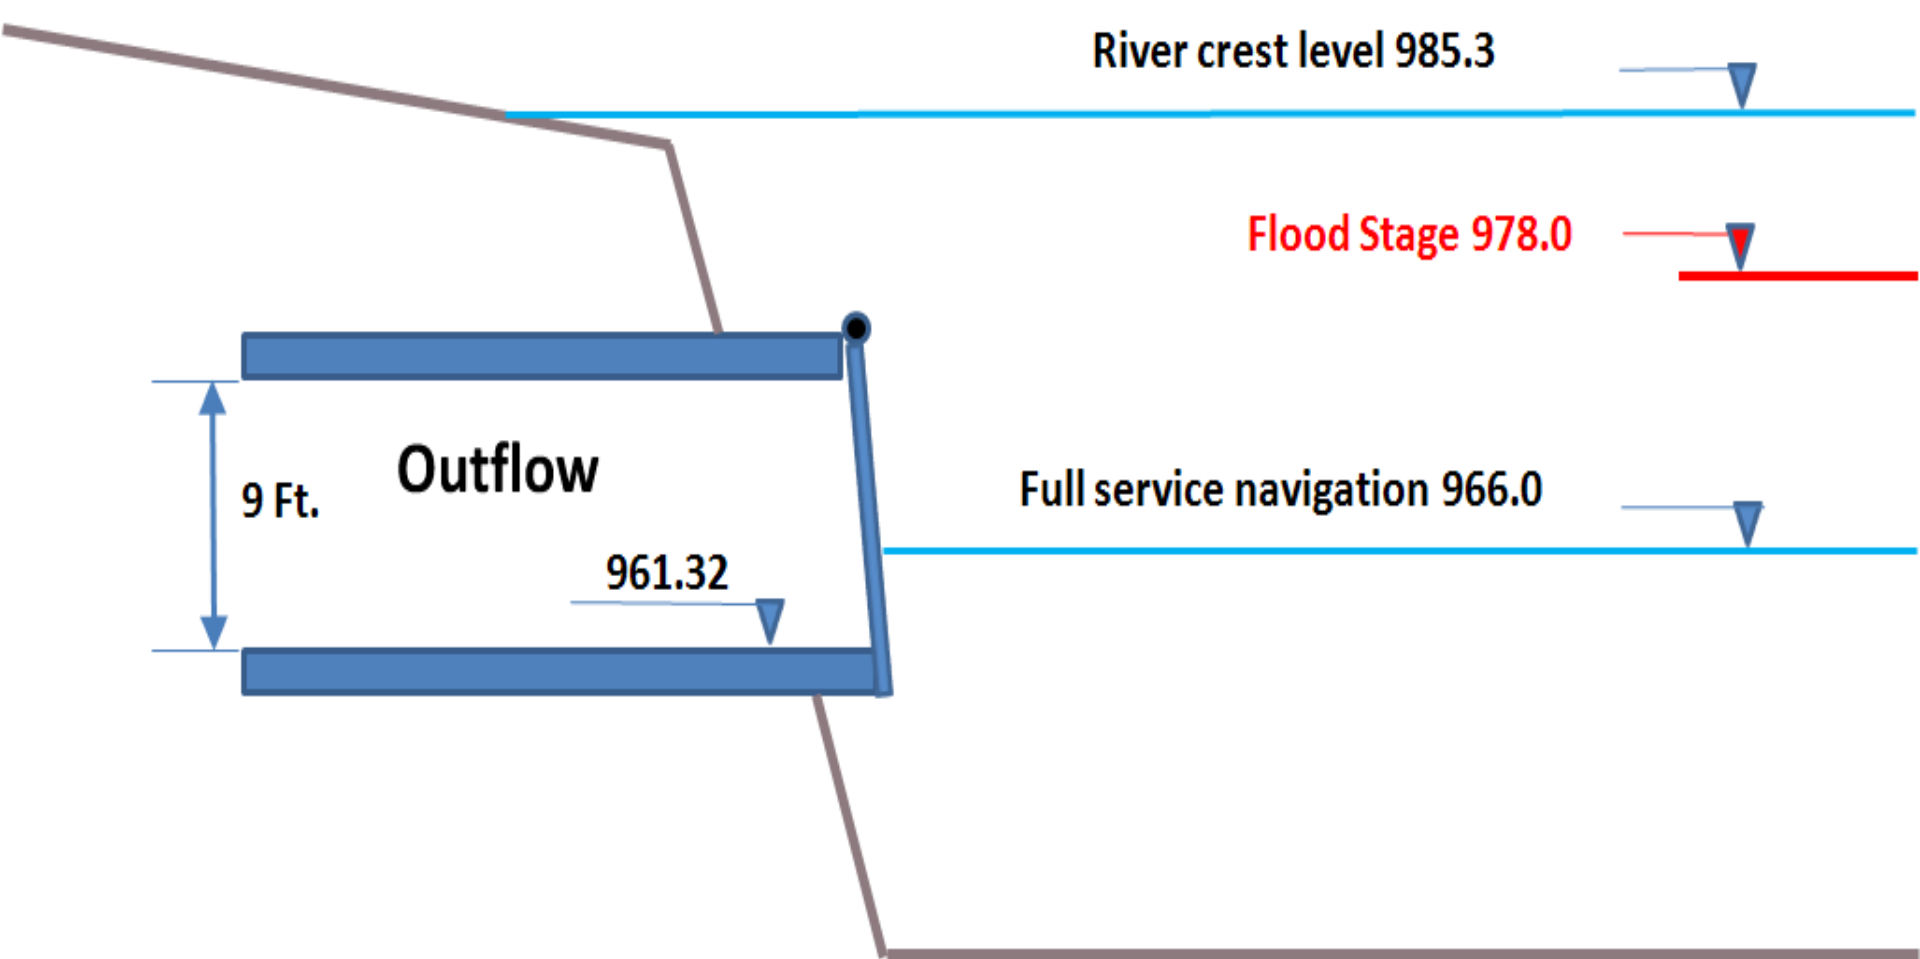 River crest level 985.3
Flood Stage 978.0
Outflow
9 Ft.
Full service navigation 966.0
961.32